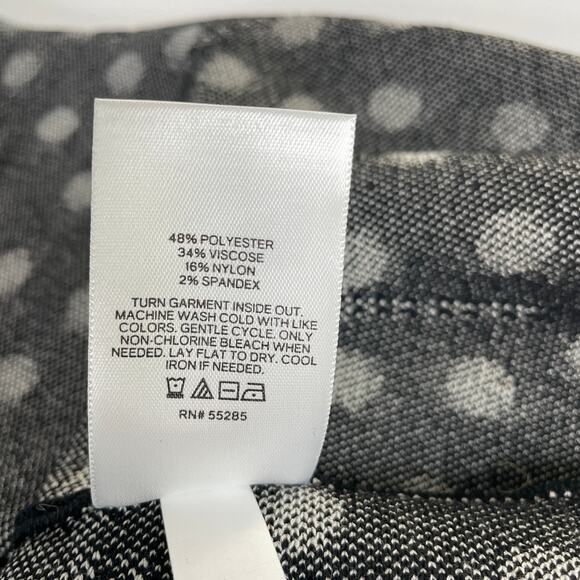 48% POLYESTER
34% VISCOSE
16% NYLON
2% SPANDEX
TURN GARMENT INSIDE OUT.
MACHINE WASH COLD WITH LIKE
COLORS. GENTLE CYCLE. ONLY
NON-CHLORINE BLEACH WHEN
NEEDED. LAY FLAT TO DRY. COOL
IRON IF NEEDED.
RN# 55285